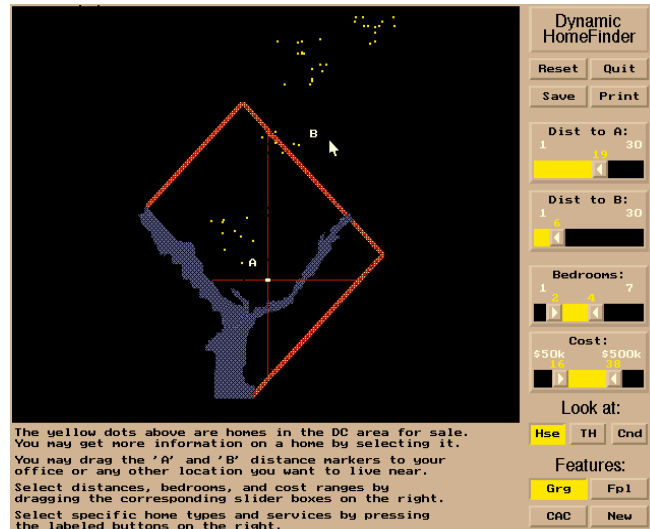 Dynamic
HomeFinder
Reset Quit
Save Print
Dist to A:
1 30
19
Dist to B:
1 30
6
Bedrooms:
1 7
2 4
Cost:
$50k $500k
16 38
Look at:
Hse TH Cnd
Features:
Grg Fpl
CAC New
B
A
The yellow dots above are homes in the DC area for sale.
You may get more information on a home by selecting it.
You may drag the 'A' and 'B' distance markers to your
office or any other location you want to live near.
Select distances, bedrooms, and cost ranges by
dragging the corresponding slider boxes on the right.
Select specific home types and services by pressing
the labeled buttons on the right.